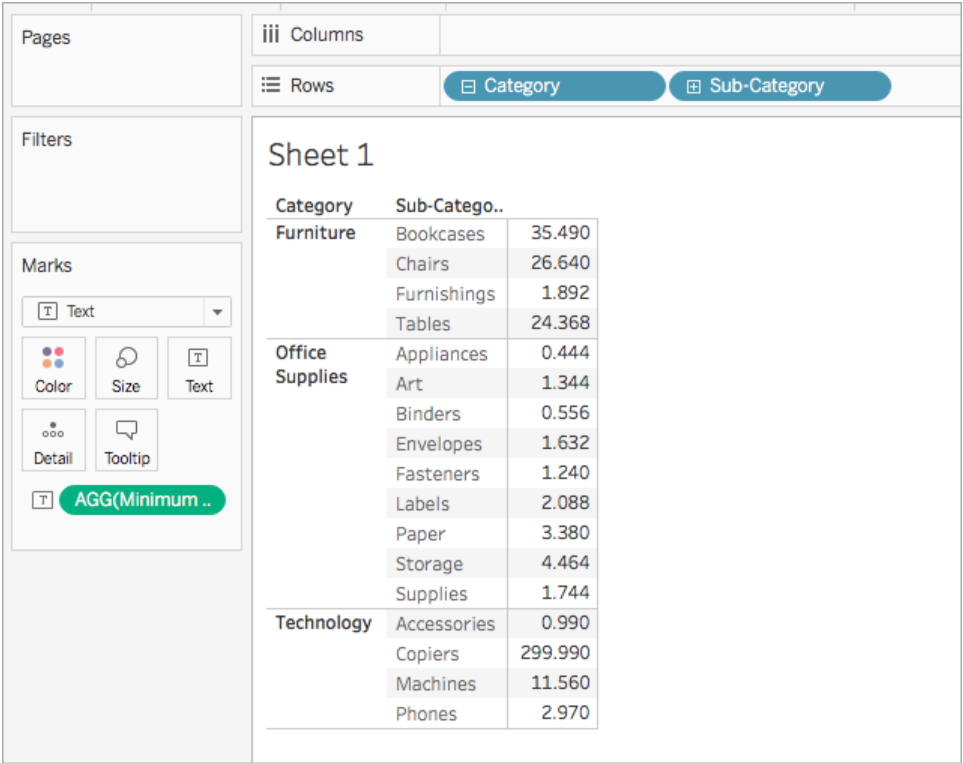 Pages
Columns
Rows
Category
Sub-Category
Filters
Marks
Text
Color
Size
Text
Detail
Tooltip
AGG(Minimum ..
Sheet 1
Category Sub-Catego..
Furniture Bookcases 35.490
Chairs 26.640
Furnishings 1.892
Tables 24.368
Office Supplies Appliances 0.444
Art 1.344
Binders 0.556
Envelopes 1.632
Fasteners 1.240
Labels 2.088
Paper 3.380
Storage 4.464
Supplies 1.744
Technology Accessories 0.990
Copiers 299.990
Machines 11.560
Phones 2.970